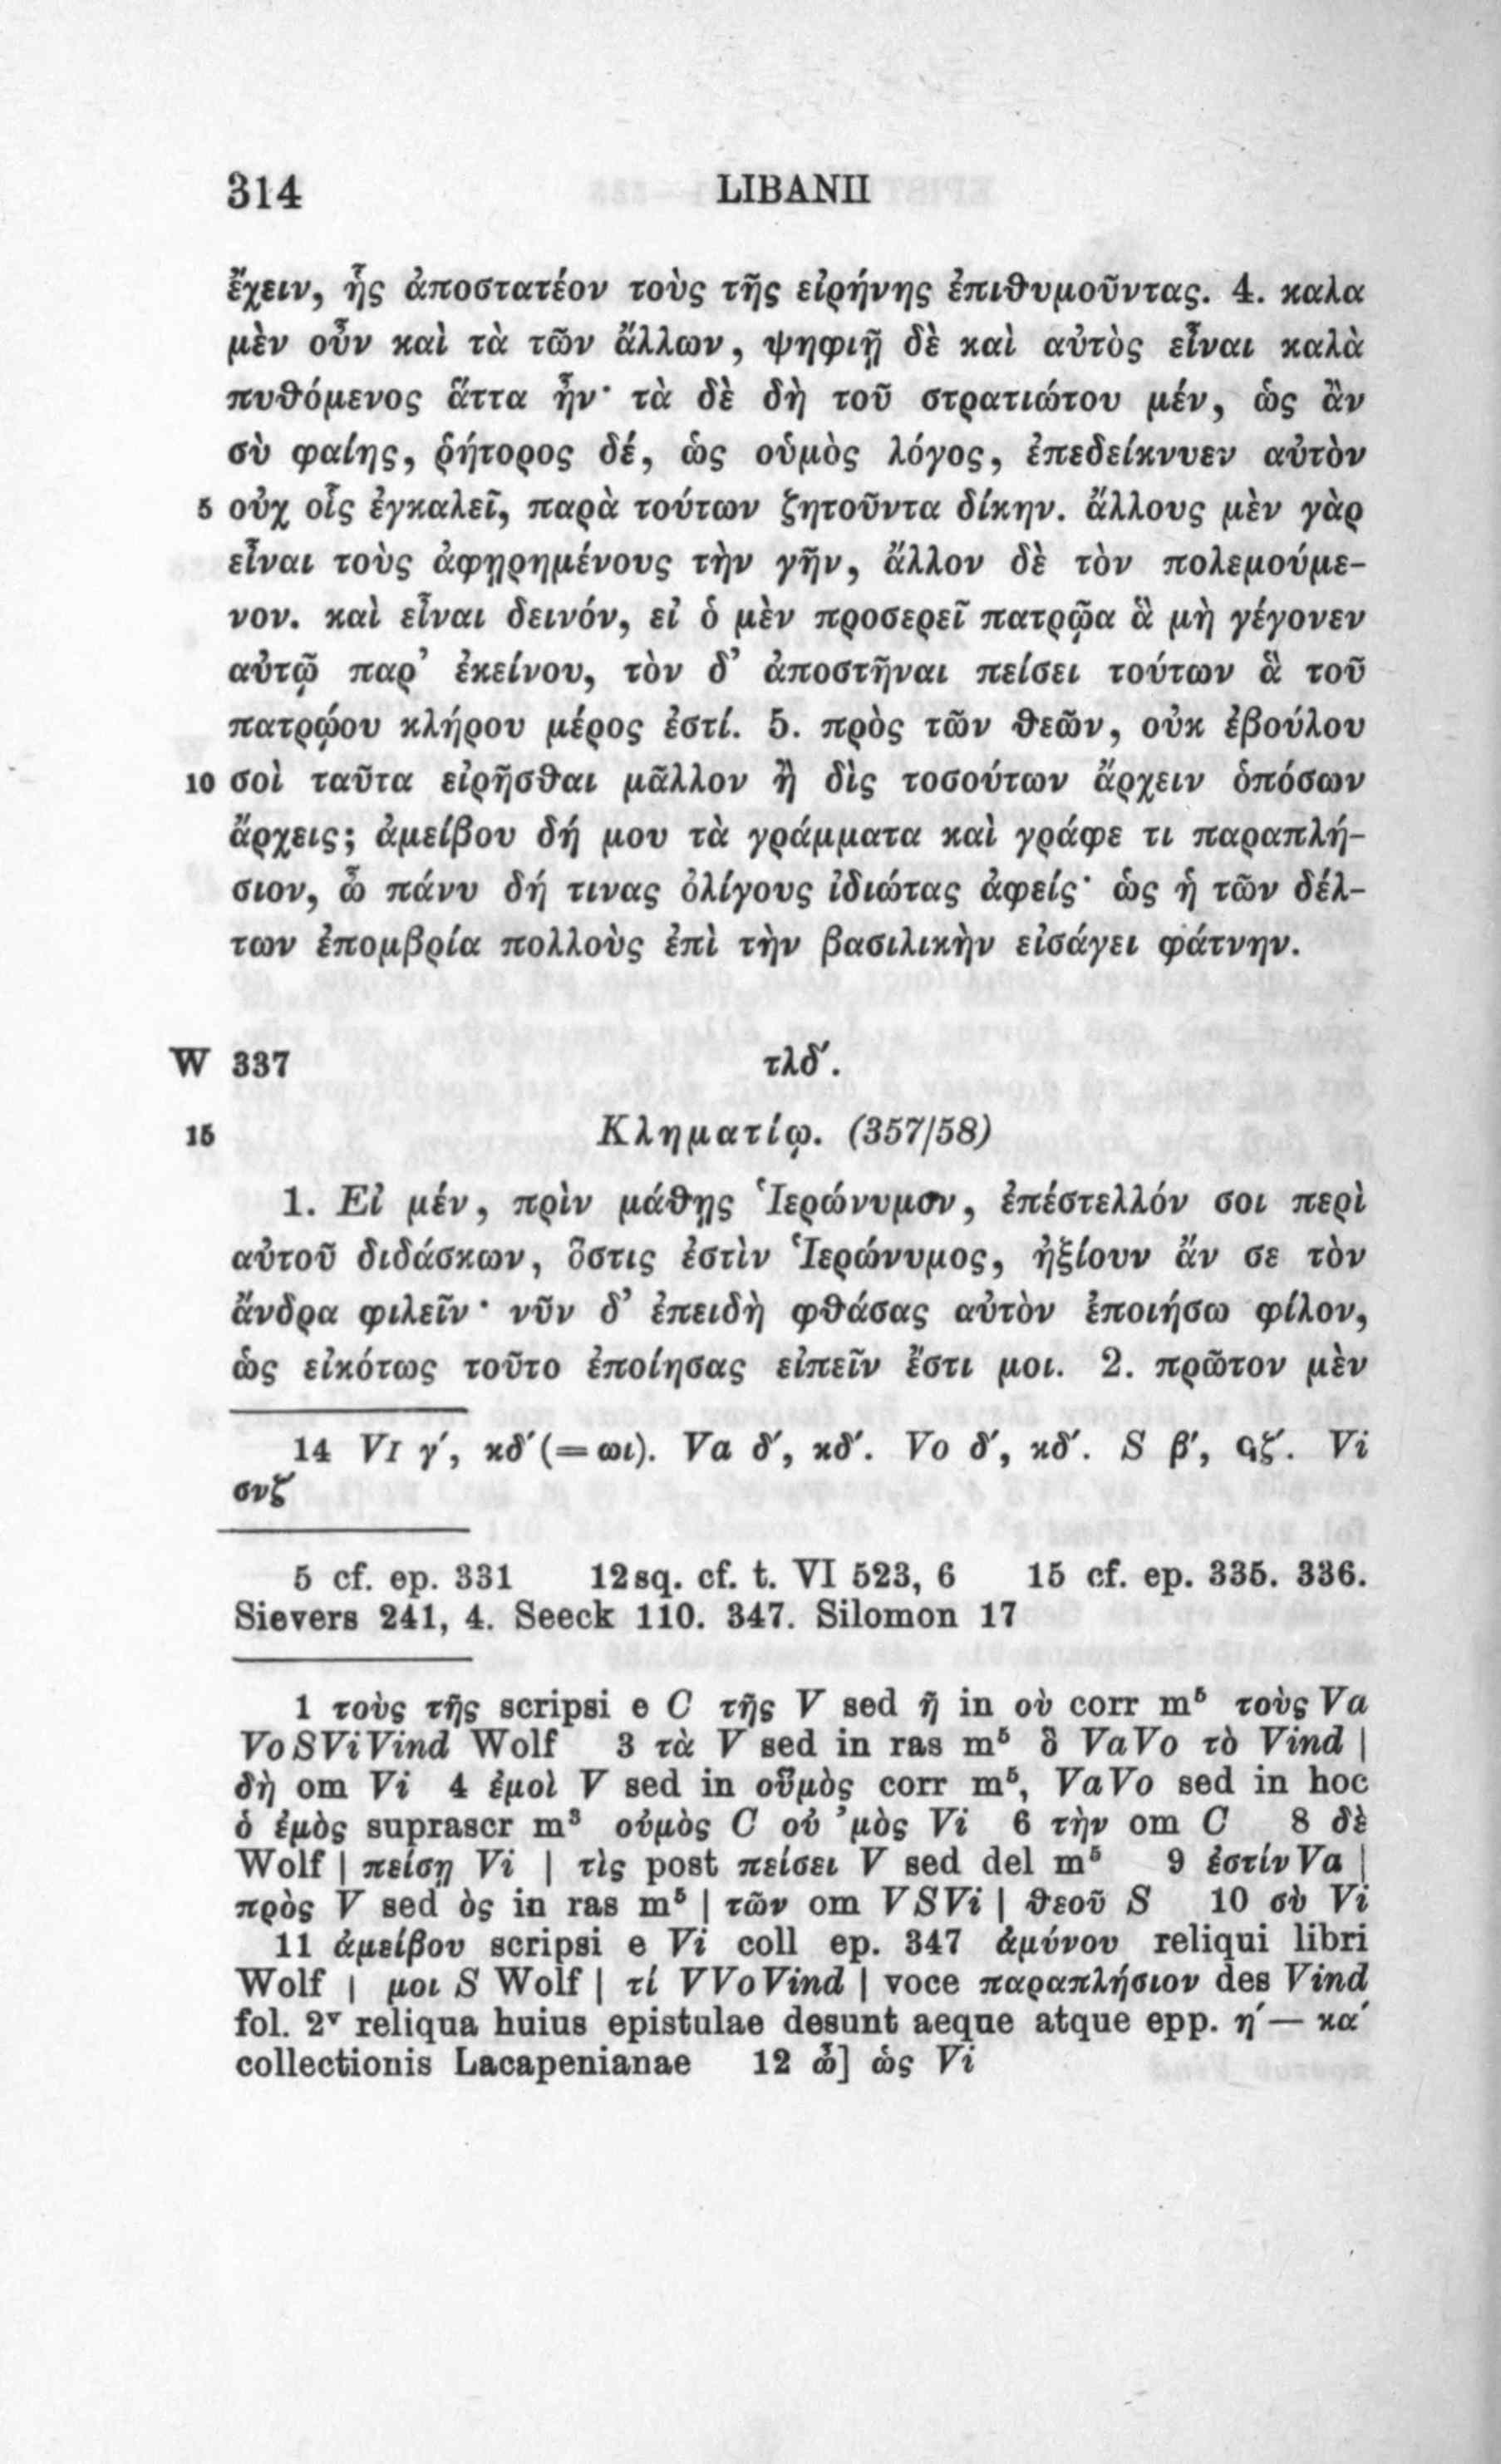 314 LIBANII
ἔχειν, ἧς ἀποστατέον τοὺς τῆς εἰρήνης ἐπιθυμοῦντας. 4. καλα
μὲν οὖν καὶ τὰ τῶν ἄλλων, ψηφιῇ δὲ καὶ αὐτὸς εἶναι καλὰ
πυθόμενος ἅττα ἦν· τὰ δὲ δὴ τοῦ στρατιώτου μέν, ὡς ἂν
σὺ φαίης, ῥήτορος δέ, ὡς οὑμὸς λόγος, ἐπεδείκνυεν αὐτὸν
5 οὐχ οἷς ἐγκαλεῖ, παρὰ τούτων ζητοῦντα δίκην. ἄλλους μὲν γὰρ
εἶναι τοὺς ἀφῃρημένους τὴν γῆν, ἄλλον δὲ τὸν πολεμούμε-
νον. καὶ εἶναι δεινόν, εἰ ὁ μὲν προσερεῖ πατρῷα ἃ μὴ γέγονεν
αὐτῷ παρ’ ἐκείνου, τὸν δ’ ἀποστῆναι πείσει τούτων ἃ τοῦ
πατρῴου κλήρου μέρος ἐστί. 5. πρὸς τῶν θεῶν, οὐκ ἐβούλου
10 σοὶ ταῦτα εἰρῆσθαι μᾶλλον ἢ δὶς τοσούτων ἄρχειν ὁπόσων
ἄρχεις; ἀμείβου δή μου τὰ γράμματα καὶ γράφε τι παραπλή-
σιον, ὦ πάνυ δή τινας ὀλίγους ἰδιώτας ἀφείς· ὡς ἡ τῶν δέλ-
των ἐπομβρία πολλοὺς ἐπὶ τὴν βασιλικὴν εἰσάγει φάτνην.
W 337 τλδ′.
15 Κληματίῳ. (357/58)
1. Εἰ μέν, πρὶν μάθῃς Ἱερώνυμον, ἐπέστελλόν σοι περὶ
αὐτοῦ διδάσκων, ὅστις ἐστὶν Ἱερώνυμος, ἠξίουν ἄν σε τὸν
ἄνδρα φιλεῖν· νῦν δ’ ἐπειδὴ φθάσας αὐτὸν ἐποιήσω φίλον,
ὡς εἰκότως τοῦτο ἐποίησας εἰπεῖν ἔστι μοι. 2. πρῶτον μὲν
14 VI γ′, κδ′ (= ωι). Va δ′, κδ′. Vo δ′, κδ′. S β′, ϟζ′. Vi
σνζ′
5 cf. ep. 331 12 sq. cf. t. VI 523, 6 15 cf. ep. 335. 336.
Sievers 241, 4. Seeck 110. 347. Silomon 17
1 τοὺς τῆς scripsi e C τῆς V sed ῆ in οὺ corr m⁵ τοὺς Va
Vo S Vi Vind Wolf 3 τὰ V sed in ras m⁵ ὃ Va Vo τὸ Vind |
δὴ om Vi 4 ἐμοὶ V sed in οὓμὸς corr m⁵, Va Vo sed in hoc
ὁ ἐμὸς suprascr m³ οὑμὸς C οὑ ’μὸς Vi 6 τὴν om C 8 δὲ
Wolf | πείσῃ Vi | τὶς post πείσει V sed del m⁵ 9 ἐστίν Va |
πρὸς V sed ὸς in ras m⁵ | τῶν om V S Vi | θεοῦ S 10 σὺ Vi
11 ἀμείβου scripsi e Vi coll ep. 347 ἀμύνου reliqui libri
Wolf | μοι S Wolf | τί V Vo Vind | voce παραπλήσιον des Vind
fol. 2ᵛ reliqua huius epistulae desunt aeque atque epp. η′ — κα′
collectionis Lacapenianae 12 ὦ] ὡς Vi